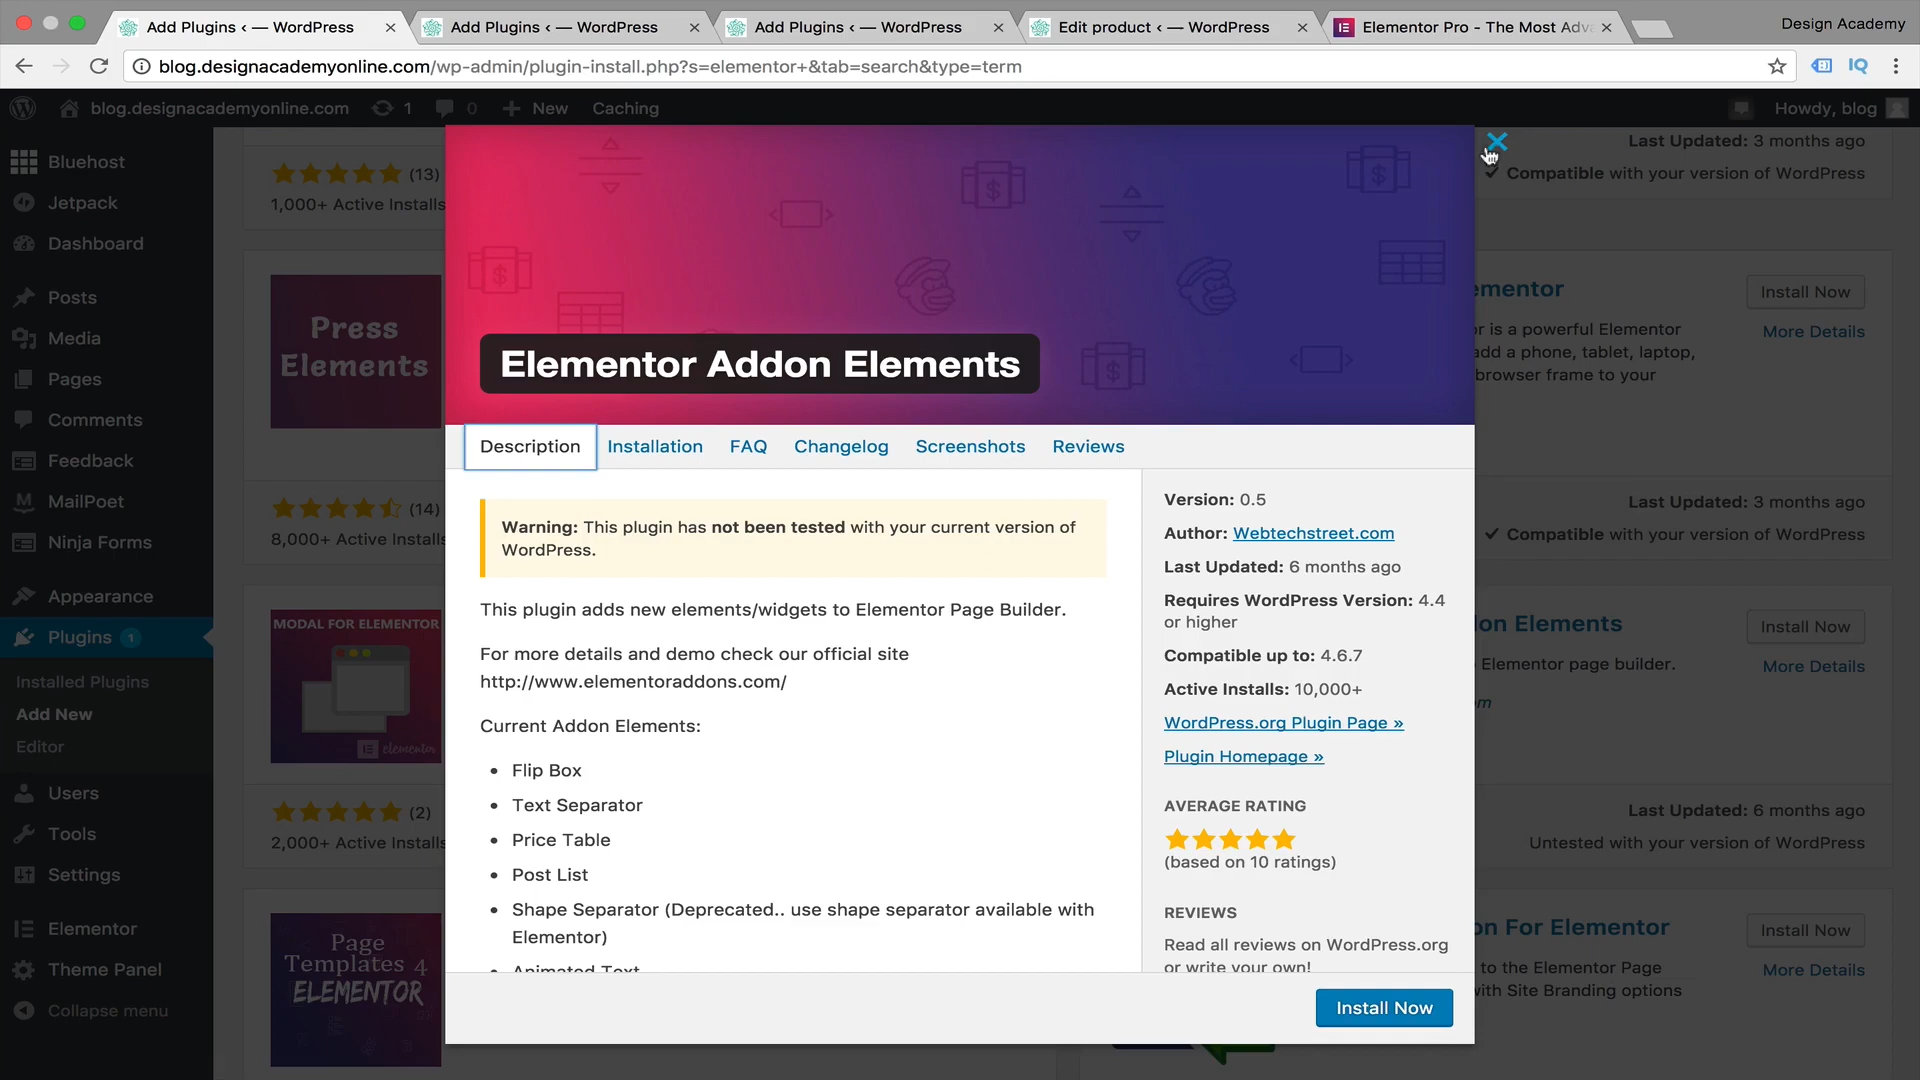 Add Plugins ‹ — WordPress
Add Plugins ‹ — WordPress
Add Plugins ‹ — WordPress
Edit product ‹ — WordPress
Elementor Pro - The Most Adva
Design Academy
blog.designacademyonline.com/wp-admin/plugin-install.php?s=elementor+&tab=search&type=term
IQ
blog.designacademyonline.com
1
0
New
Caching
Howdy, blog
Bluehost
Jetpack
Dashboard
Posts
Media
Pages
Comments
Feedback
MailPoet
Ninja Forms
Appearance
Plugins 1
Installed Plugins
Add New
Editor
Users
Tools
Settings
Elementor
Theme Panel
Collapse menu
(13)
1,000+ Active Installs
Press
Elements
(14)
8,000+ Active Installs
MODAL FOR ELEMENTOR
elementor
(2)
2,000+ Active Installs
Page
Templates 4
ELEMENTOR
Elementor Addon Elements
Description
Installation
FAQ
Changelog
Screenshots
Reviews
Warning: This plugin has not been tested with your current version of
WordPress.
This plugin adds new elements/widgets to Elementor Page Builder.
For more details and demo check our official site
http://www.elementoraddons.com/
Current Addon Elements:
• Flip Box
• Text Separator
• Price Table
• Post List
• Shape Separator (Deprecated.. use shape separator available with
Elementor)
• Animated Text
Version: 0.5
Author: Webtechstreet.com
Last Updated: 6 months ago
Requires WordPress Version: 4.4
or higher
Compatible up to: 4.6.7
Active Installs: 10,000+
WordPress.org Plugin Page »
Plugin Homepage »
AVERAGE RATING
(based on 10 ratings)
REVIEWS
Read all reviews on WordPress.org
or write your own!
Install Now
Last Updated: 3 months ago
Compatible with your version of WordPress
ementor
Install Now
More Details
r is a powerful Elementor
add a phone, tablet, laptop,
browser frame to your
Last Updated: 3 months ago
Compatible with your version of WordPress
on Elements
Install Now
More Details
Elementor page builder.
m
Last Updated: 6 months ago
Untested with your version of WordPress
on For Elementor
Install Now
More Details
to the Elementor Page
with Site Branding options